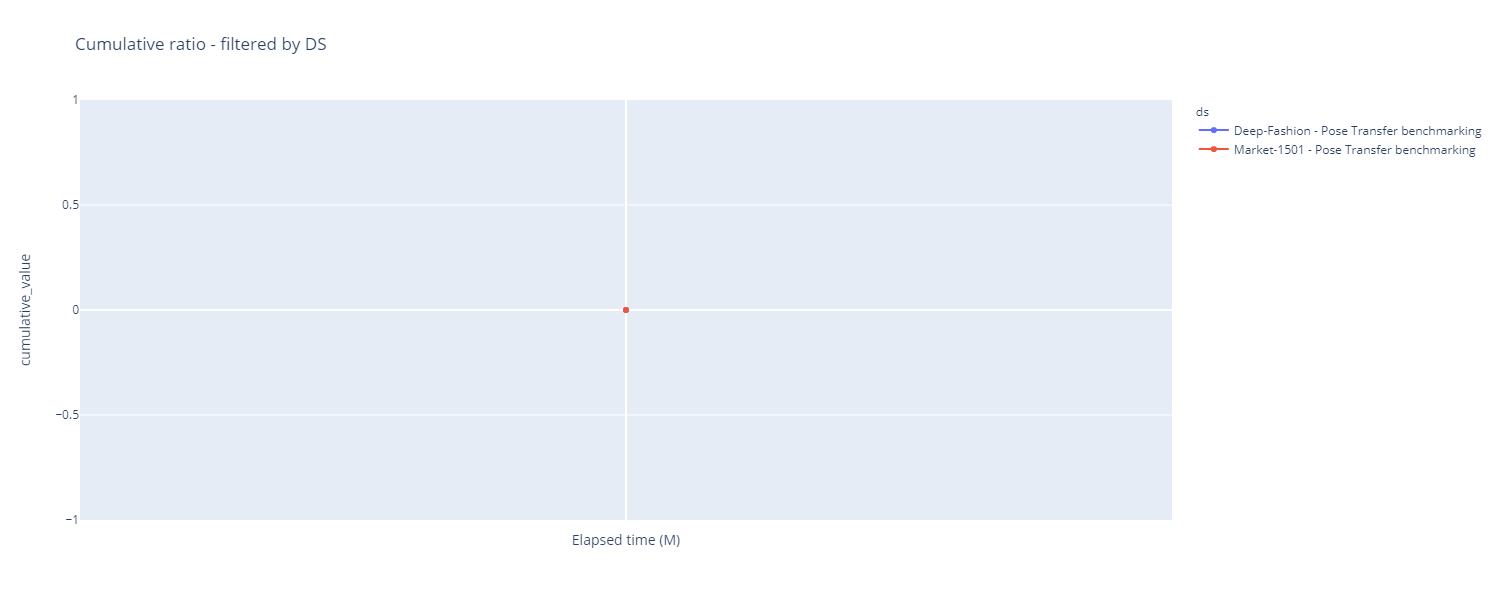 Cumulative ratio - filtered by DS
1
0.5
0
−0.5
−1
cumulative_value
Elapsed time (M)
ds
Deep-Fashion - Pose Transfer benchmarking
Market-1501 - Pose Transfer benchmarking